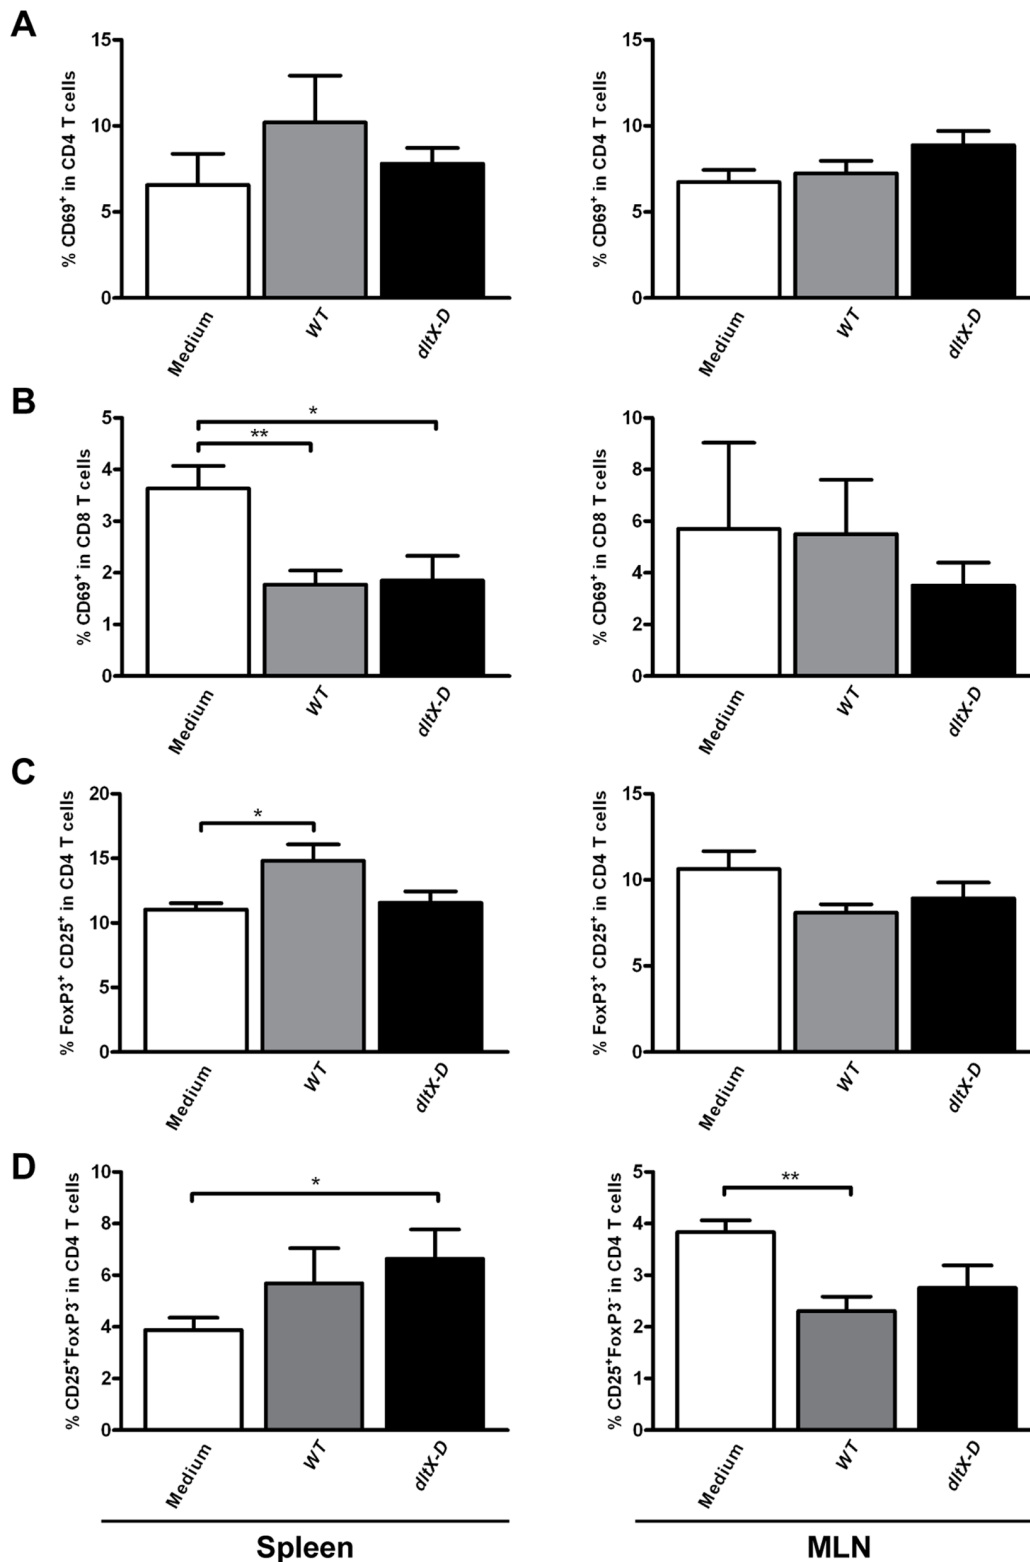 A
% CD69⁺ in CD4 T cells
15
10
5
0
Medium
WT
dltX-D
% CD69⁺ in CD4 T cells
15
10
5
0
Medium
WT
dltX-D
B
% CD69⁺ in CD8 T cells
5
4
3
2
1
0
*
**
Medium
WT
dltX-D
% CD69⁺ in CD8 T cells
10
8
6
4
2
0
Medium
WT
dltX-D
C
% FoxP3⁺ CD25⁺ in CD4 T cells
20
15
10
5
0
*
Medium
WT
dltX-D
% FoxP3⁺ CD25⁺ in CD4 T cells
15
10
5
0
Medium
WT
dltX-D
D
% CD25⁺FoxP3⁻ in CD4 T cells
10
8
6
4
2
0
*
Medium
WT
dltX-D
Spleen
% CD25⁺FoxP3⁻ in CD4 T cells
5
4
3
2
1
0
**
Medium
WT
dltX-D
MLN